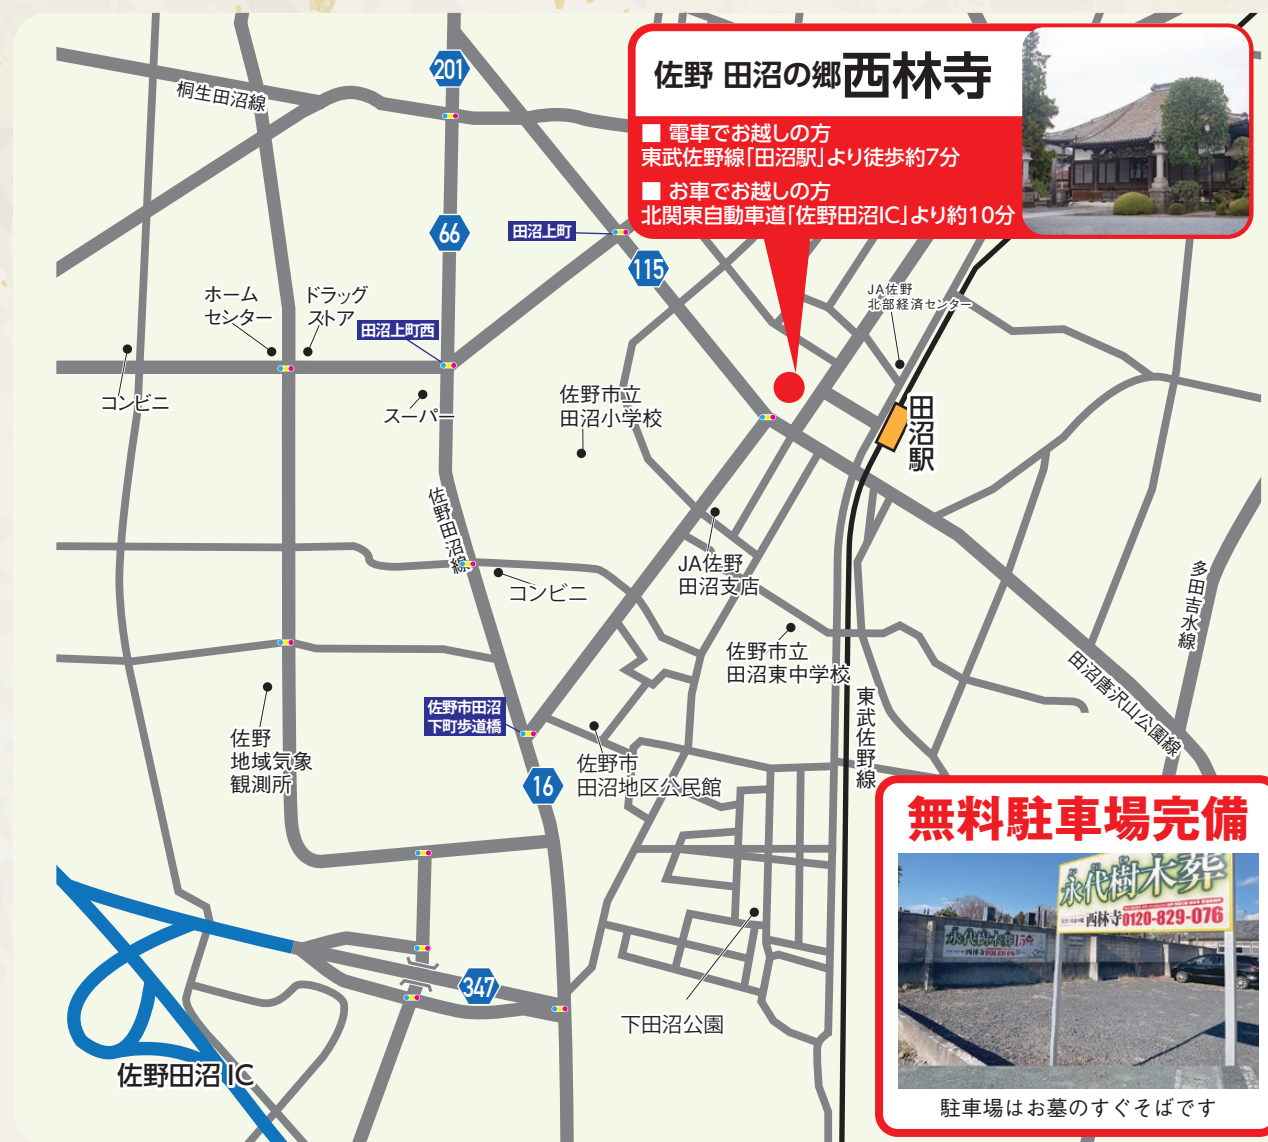 佐野 田沼の郷西林寺
■ 電車でお越しの方
東武佐野線「田沼駅」より徒歩約7分
■ お車でお越しの方
北関東自動車道「佐野田沼IC」より約10分
201
桐生田沼線
66
田沼上町
115
JA佐野
北部経済センター
ホーム
センター
ドラッグ
ストア
田沼上町西
コンビニ
スーパー
佐野市立
田沼小学校
田沼駅
佐野田沼線
コンビニ
JA佐野
田沼支店
多田吉水線
佐野市立
田沼東中学校
田沼唐沢山公園線
東武佐野線
佐野市田沼
下町歩道橋
佐野
地域気象
観測所
佐野市
田沼地区公民館
16
347
下田沼公園
佐野田沼IC
無料駐車場完備
永代樹木葬
西林寺0120-829-076
永代樹木葬
西林寺
駐車場はお墓のすぐそばです